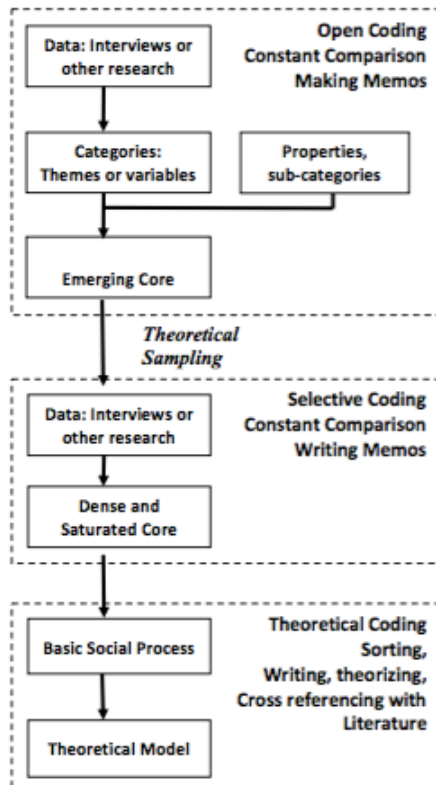 Data: Interviews or
other research
Open Coding
Constant Comparison
Making Memos
Categories:
Themes or variables
Properties,
sub-categories
Emerging Core
Theoretical
Sampling
Data: Interviews or
other research
Selective Coding
Constant Comparison
Writing Memos
Dense and
Saturated Core
Basic Social Process
Theoretical Coding
Sorting,
Writing, theorizing,
Cross referencing with
Literature
Theoretical Model